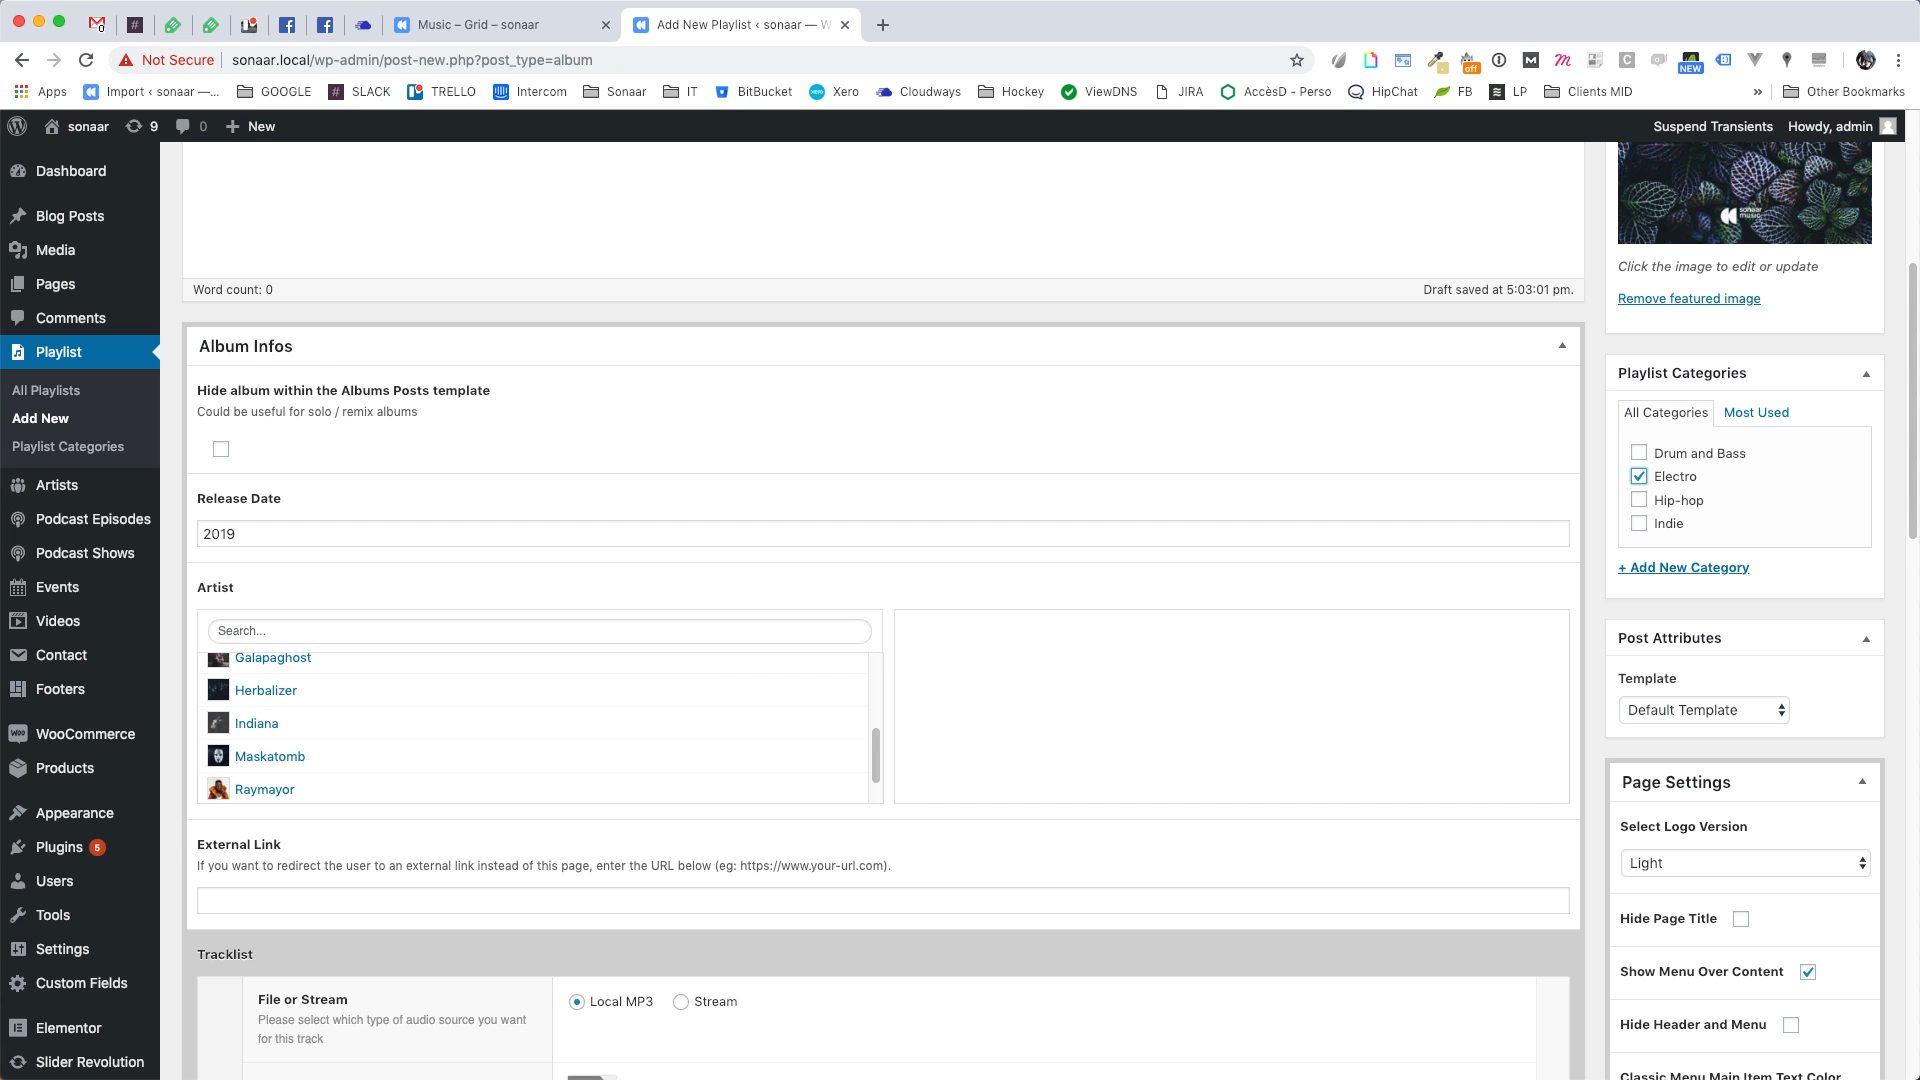 Music – Grid – sonaar
Add New Playlist ‹ sonaar — W
Not Secure
sonaar.local/wp-admin/post-new.php?post_type=album
off
NEW
Apps
Import ‹ sonaar —...
GOOGLE
SLACK
TRELLO
Intercom
Sonaar
IT
BitBucket
Xero
Cloudways
Hockey
ViewDNS
JIRA
AccèsD - Perso
HipChat
FB
LP
Clients MID
»
Other Bookmarks
sonaar
9
0
New
Suspend Transients
Howdy, admin
Dashboard
Blog Posts
Media
Pages
Comments
Playlist
All Playlists
Add New
Playlist Categories
Artists
Podcast Episodes
Podcast Shows
Events
Videos
Contact
Footers
WooCommerce
Products
Appearance
Plugins 5
Users
Tools
Settings
Custom Fields
Elementor
Slider Revolution
Word count: 0
Draft saved at 5:03:01 pm.
Album Infos
Hide album within the Albums Posts template
Could be useful for solo / remix albums
Release Date
2019
Artist
Search...
Galapaghost
Herbalizer
Indiana
Maskatomb
Raymayor
External Link
If you want to redirect the user to an external link instead of this page, enter the URL below (eg: https://www.your-url.com).
Tracklist
File or Stream
Please select which type of audio source you want
for this track
Local MP3
Stream
sonaar
music
Click the image to edit or update
Remove featured image
Playlist Categories
All Categories
Most Used
Drum and Bass
Electro
Hip-hop
Indie
+ Add New Category
Post Attributes
Template
Default Template
Page Settings
Select Logo Version
Light
Hide Page Title
Show Menu Over Content
Hide Header and Menu
Classic Menu Main Item Text Color